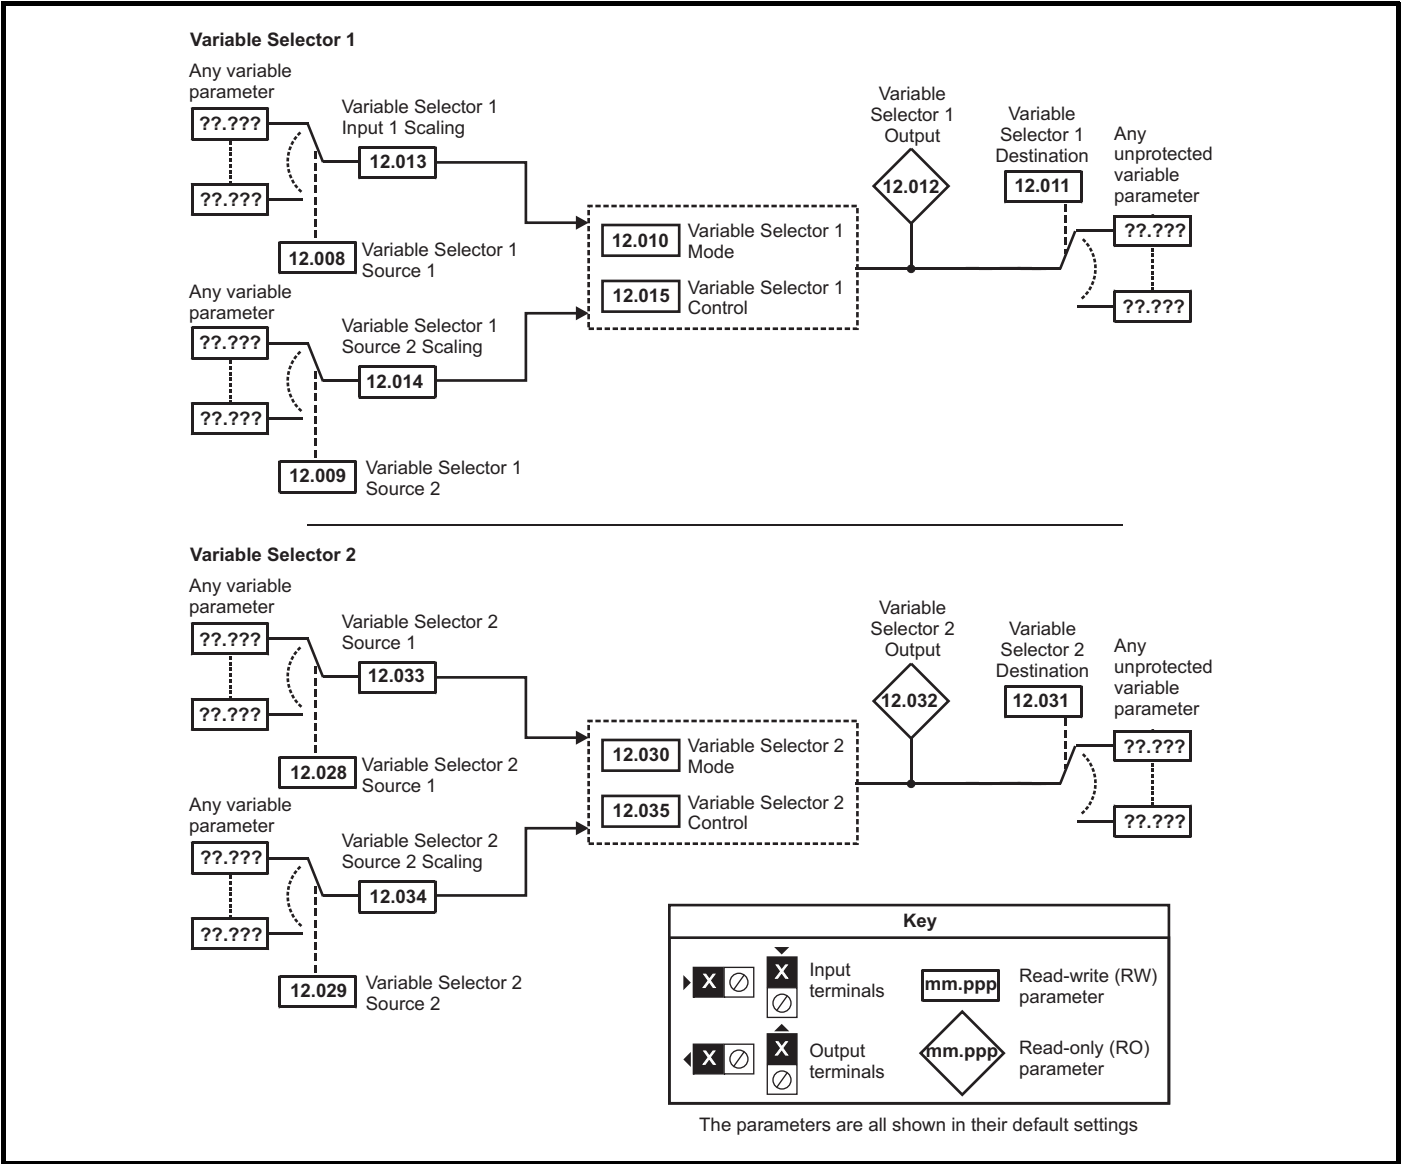 Variable Selector 1
Any variable
parameter
??.???
??.???
Variable Selector 1
Input 1 Scaling
12.013
12.008
Variable Selector 1
Source 1
Any variable
parameter
??.???
??.???
Variable Selector 1
Source 2 Scaling
12.014
12.009
Variable Selector 1
Source 2
12.010
Variable Selector 1
Mode
12.015
Variable Selector 1
Control
Variable
Selector 1
Output
12.012
Variable
Selector 1
Destination
12.011
Any
unprotected
variable
parameter
??.???
??.???
Variable Selector 2
Any variable
parameter
??.???
??.???
Variable Selector 2
Source 1
12.033
12.028
Variable Selector 2
Source 1
Any variable
parameter
??.???
??.???
Variable Selector 2
Source 2 Scaling
12.034
12.029
Variable Selector 2
Source 2
12.030
Variable Selector 2
Mode
12.035
Variable Selector 2
Control
Variable
Selector 2
Output
12.032
Variable
Selector 2
Destination
12.031
Any
unprotected
variable
parameter
??.???
??.???
Key
X
X
Input
terminals
mm.ppp
Read-write (RW)
parameter
X
X
Output
terminals
mm.ppp
Read-only (RO)
parameter
The parameters are all shown in their default settings